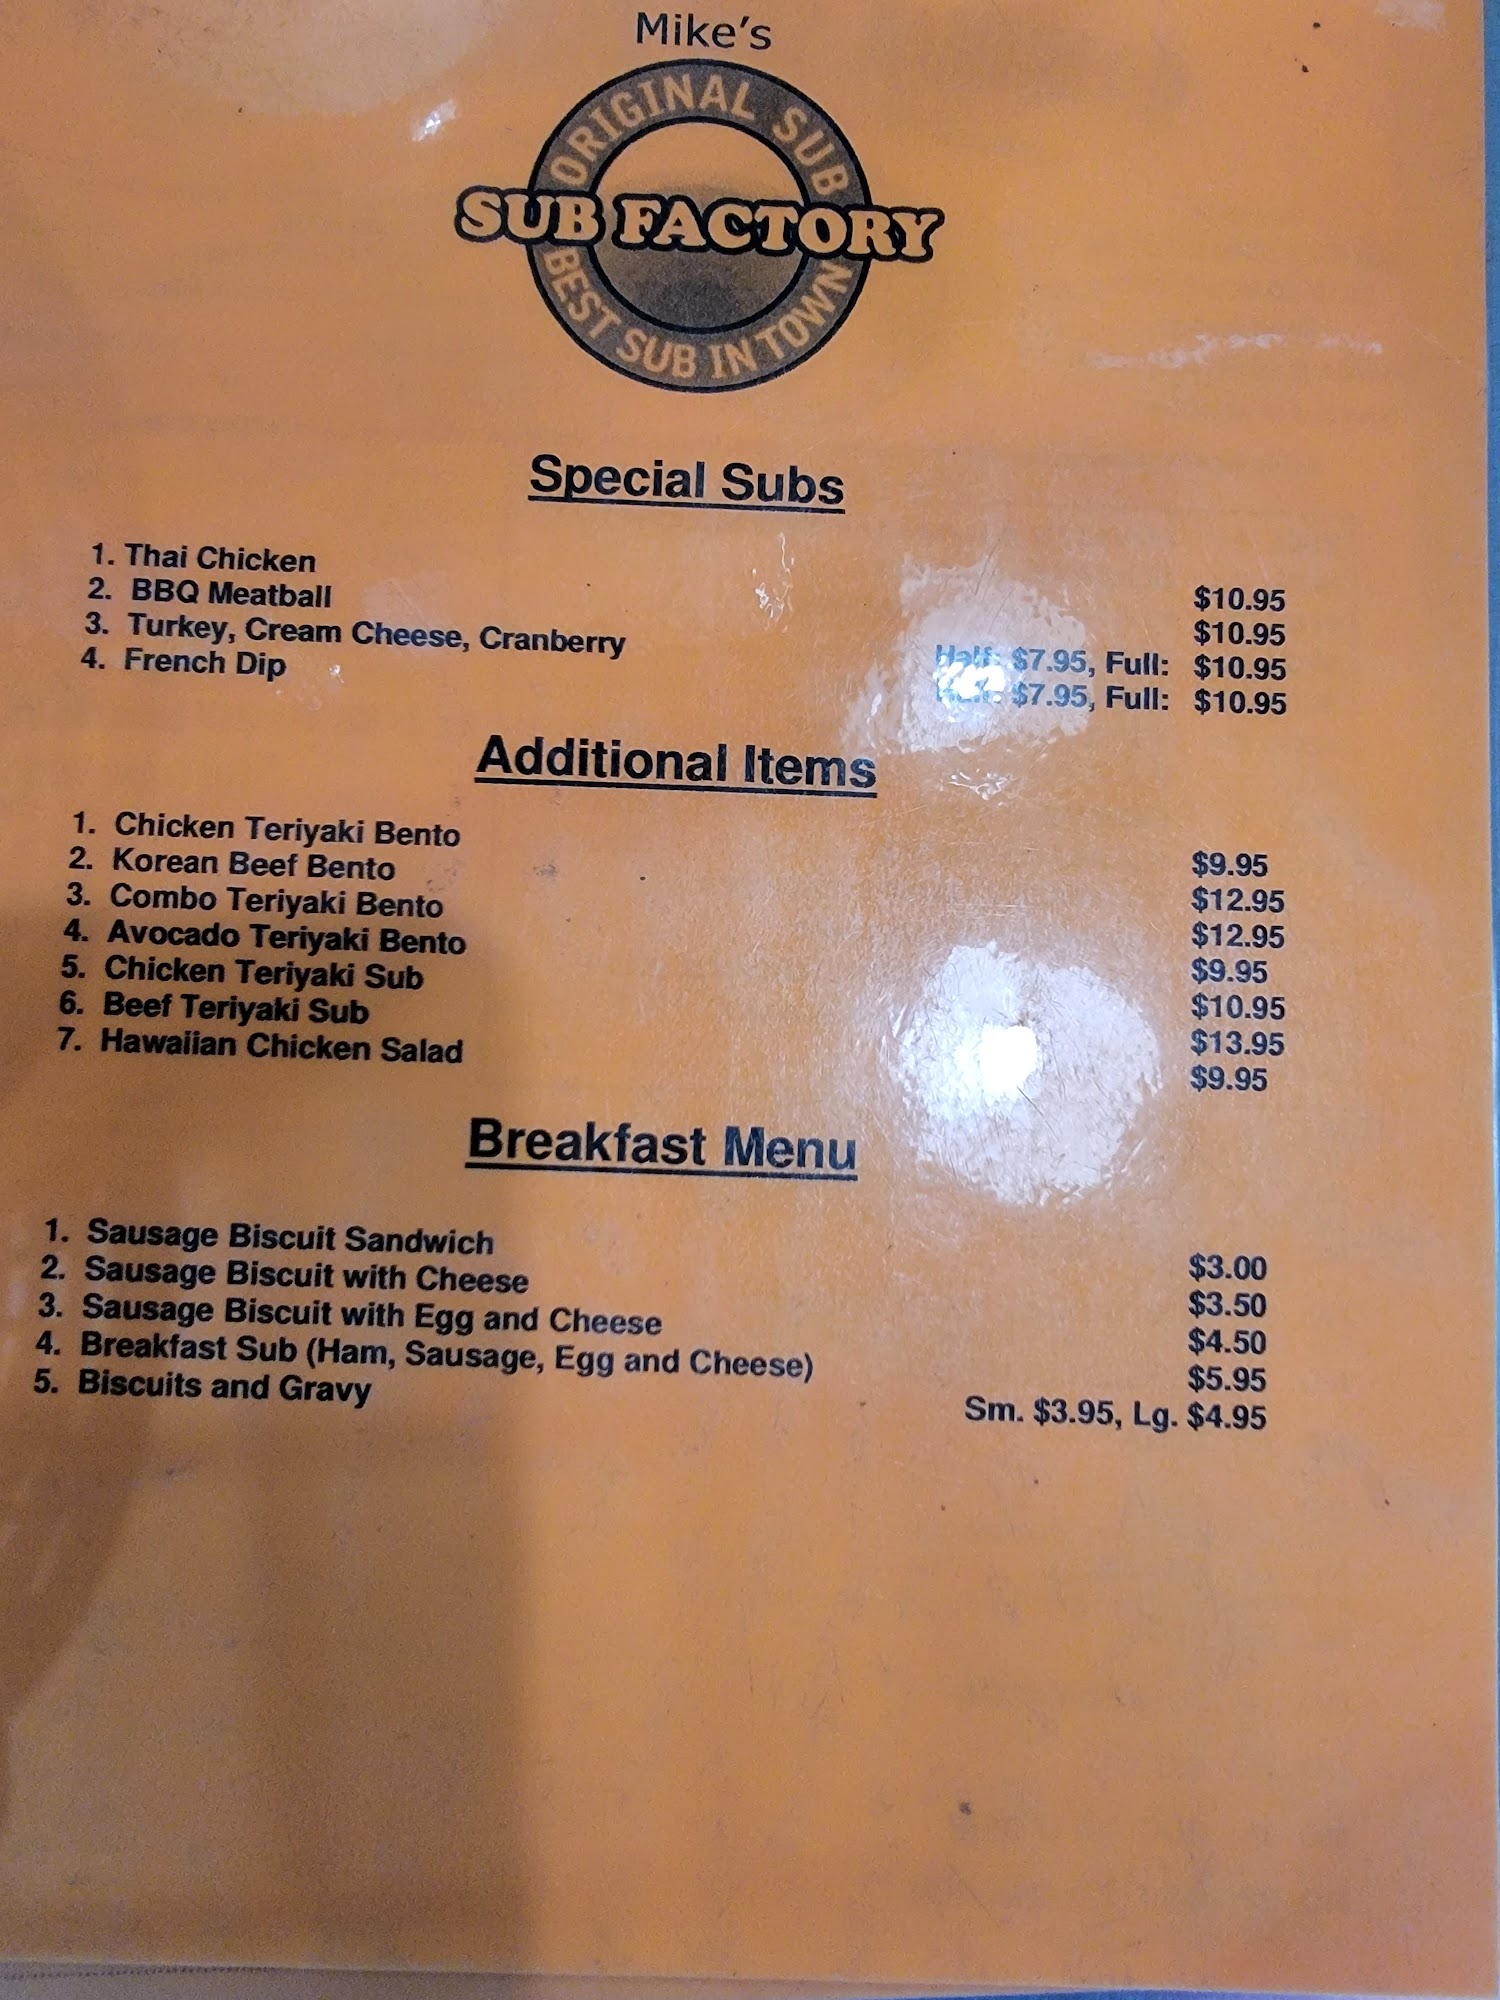 Mike's
ORIGINAL SUB
SUB FACTORY
BEST SUB IN TOWN
Special Subs
1. Thai Chicken $10.95
2. BBQ Meatball $10.95
3. Turkey, Cream Cheese, Cranberry Half: $7.95, Full: $10.95
4. French Dip Half: $7.95, Full: $10.95
Additional Items
1. Chicken Teriyaki Bento $9.95
2. Korean Beef Bento $12.95
3. Combo Teriyaki Bento $12.95
4. Avocado Teriyaki Bento $9.95
5. Chicken Teriyaki Sub $10.95
6. Beef Teriyaki Sub $13.95
7. Hawaiian Chicken Salad $9.95
Breakfast Menu
1. Sausage Biscuit Sandwich $3.00
2. Sausage Biscuit with Cheese $3.50
3. Sausage Biscuit with Egg and Cheese $4.50
4. Breakfast Sub (Ham, Sausage, Egg and Cheese) $5.95
5. Biscuits and Gravy Sm. $3.95, Lg. $4.95